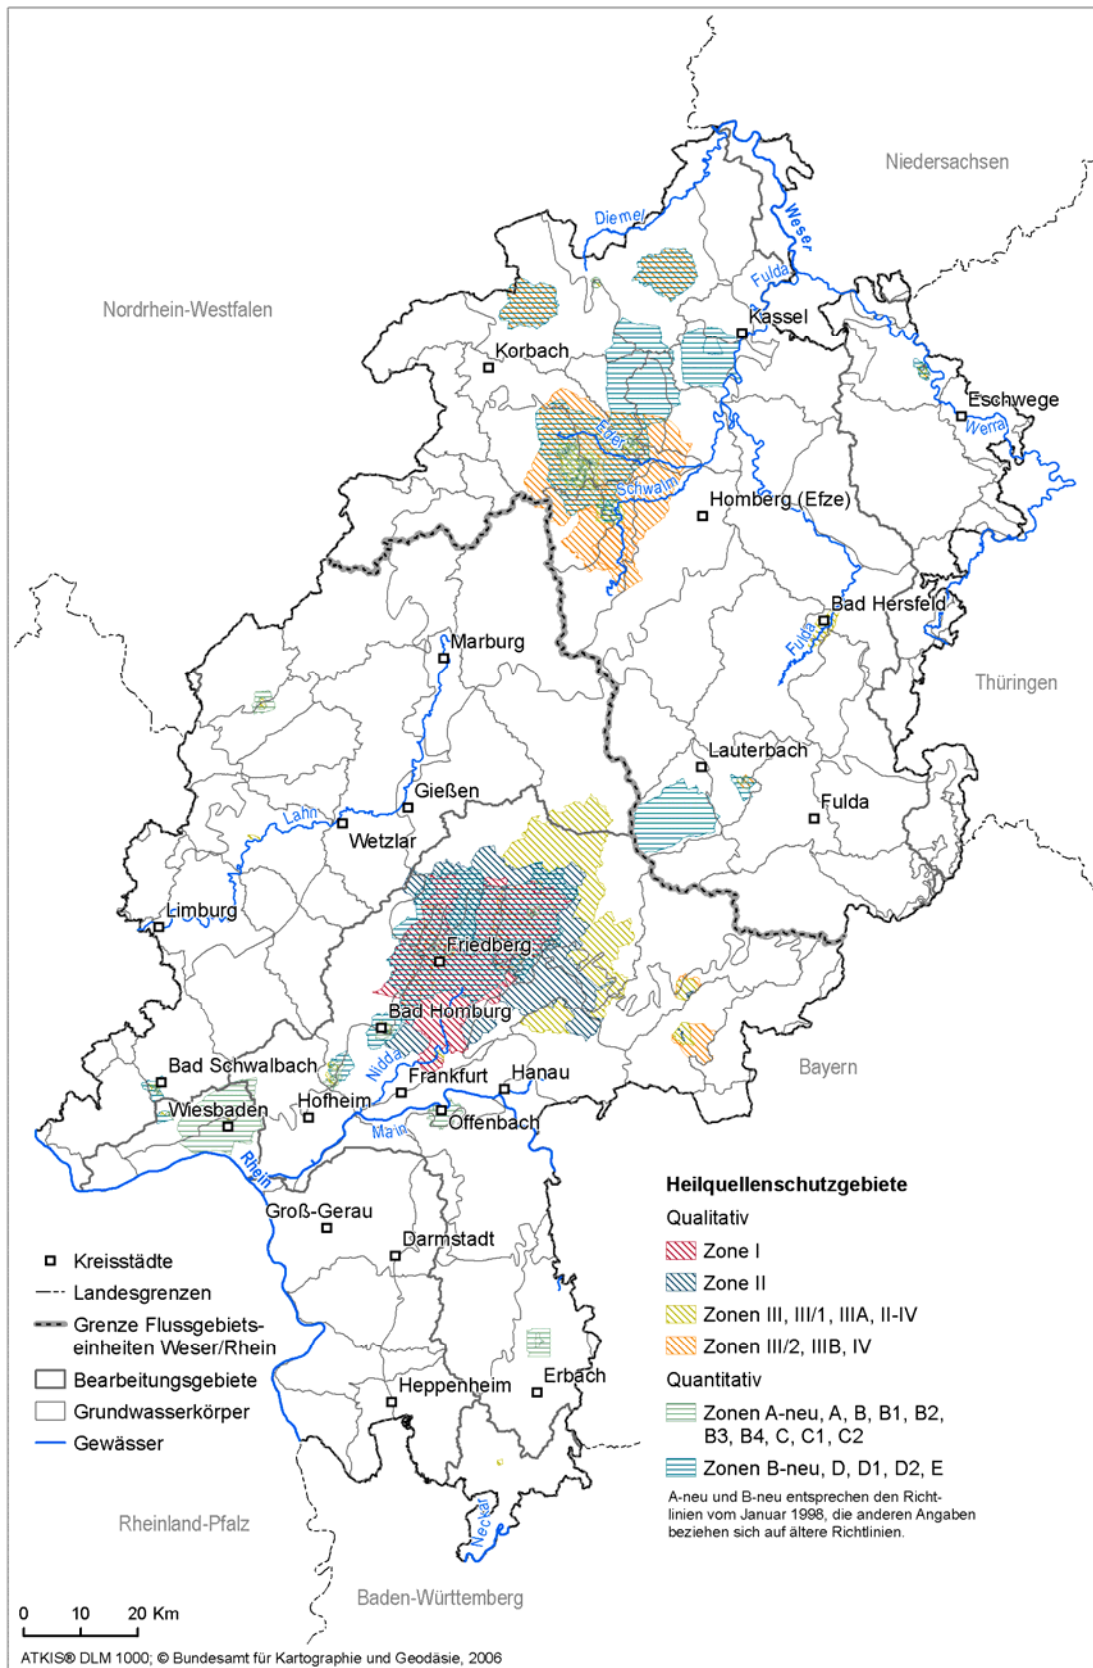 Niedersachsen
Diemel
Weser
Nordrhein-Westfalen
Fulda
Kassel
Korbach
Eschwege
Werra
Eder
Schwalm
Homberg (Efze)
Bad Hersfeld
Fulda
Marburg
Thüringen
Lauterbach
Gießen
Fulda
Lahn
Wetzlar
Limburg
Friedberg
Bad Homburg
Nidda
Bad Schwalbach
Bayern
Frankfurt
Hanau
Wiesbaden
Hofheim
Offenbach
Main
Rhein
Groß-Gerau
Darmstadt
Heppenheim
Erbach
Neckar
Rheinland-Pfalz
Baden-Württemberg
Kreisstädte
Landesgrenzen
Grenze Flussgebiets-
einheiten Weser/Rhein
Bearbeitungsgebiete
Grundwasserkörper
Gewässer
Heilquellenschutzgebiete
Qualitativ
Zone I
Zone II
Zonen III, III/1, IIIA, II-IV
Zonen III/2, IIIB, IV
Quantitativ
Zonen A-neu, A, B, B1, B2,
B3, B4, C, C1, C2
Zonen B-neu, D, D1, D2, E
A-neu und B-neu entsprechen den Richt-
linien vom Januar 1998, die anderen Angaben
beziehen sich auf ältere Richtlinien.
0 10 20 Km
ATKIS® DLM 1000; © Bundesamt für Kartographie und Geodäsie, 2006